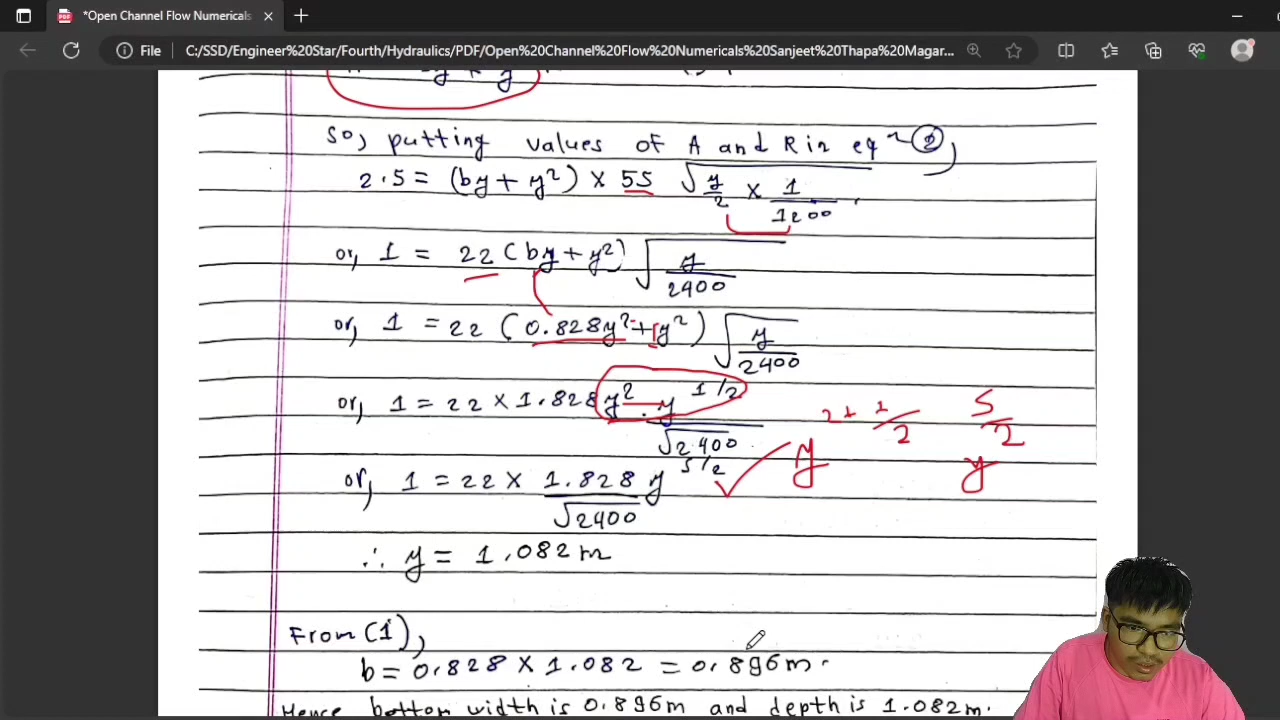 *Open Channel Flow Numericals
File C:/SSD/Engineer%20Star/Fourth/Hydraulics/PDF/Open%20Channel%20Flow%20Numericals%20Sanjeet%20Thapa%20Magar...
so, putting values of A and R in eqn ②,
2.5 = (by + y²) × 55 √(y/2 × 1/1200)
or, 1 = 22 (by + y²) √(y/2400)
or, 1 = 22 (0.828y² + 1y²) √(y/2400)
or, 1 = 22 × 1.828 y² . y^1/2 / √2400
y^2+1/2 y^5/2
or, 1 = 22 × 1.828/√2400 y^5/2
∴ y = 1.082 m
From (1),
b = 0.828 × 1.082 = 0.896m.
Hence bottom width is 0.896m and depth is 1.082m.